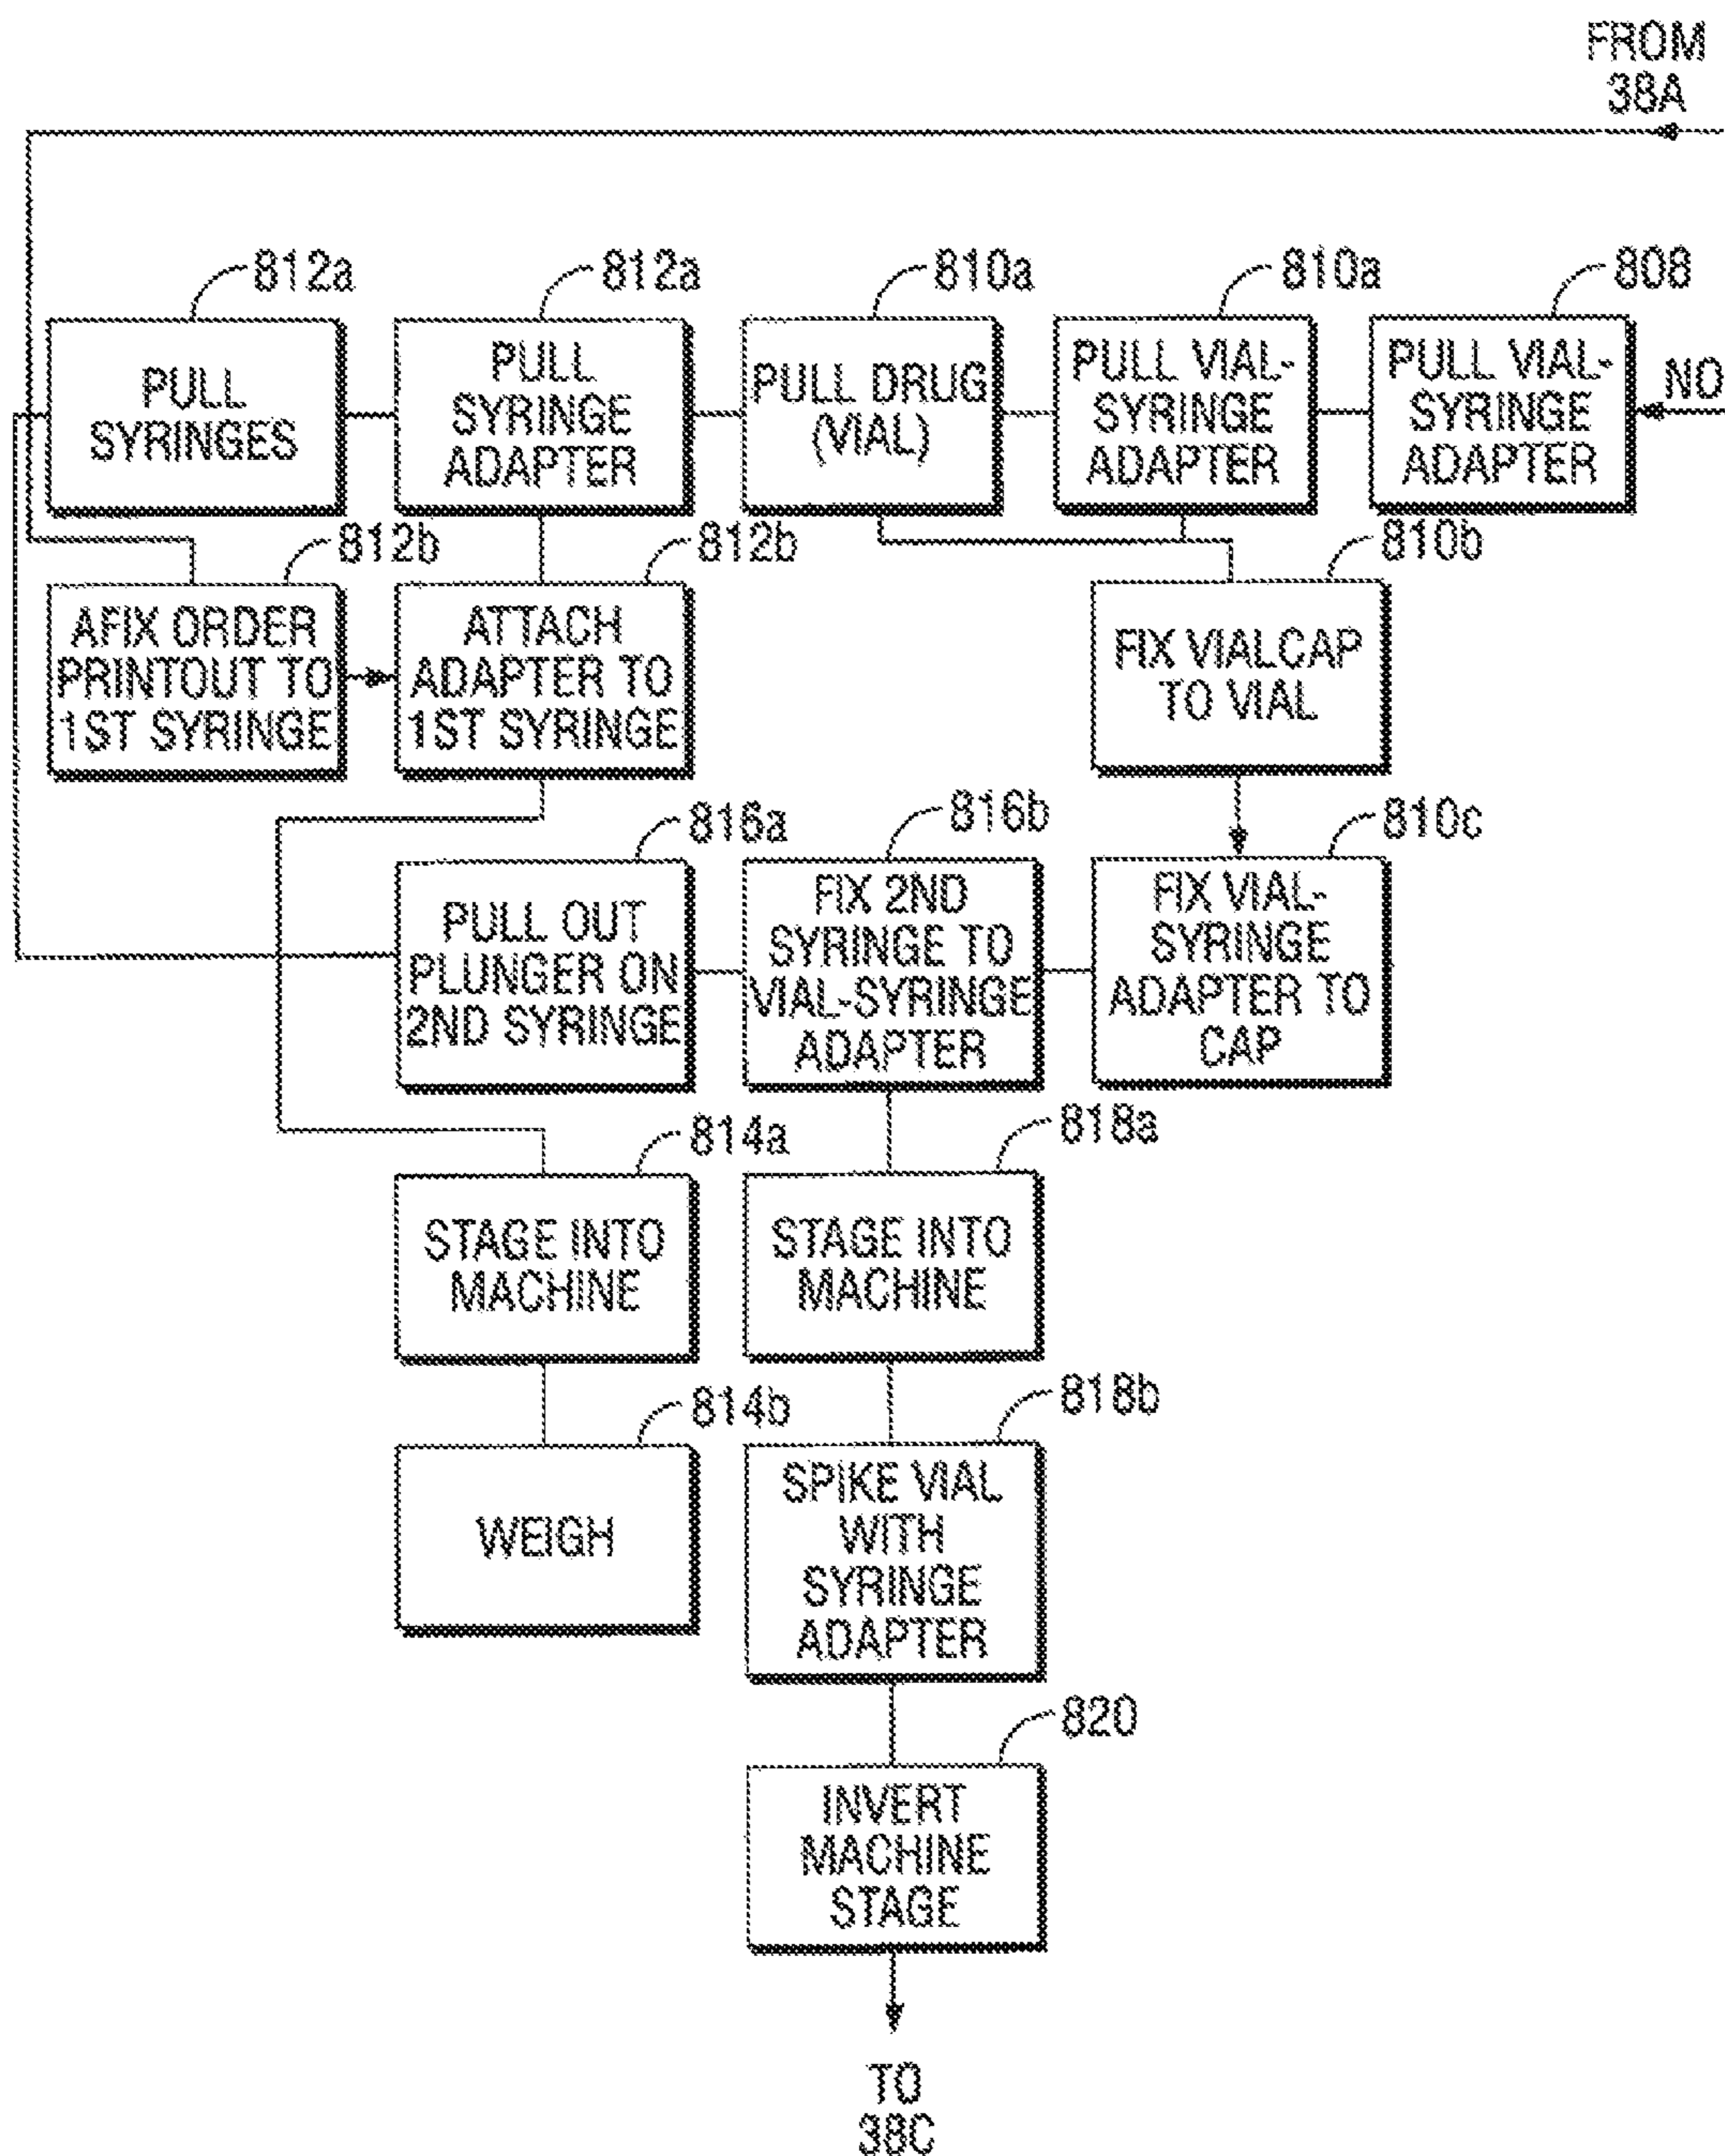 FROM
38A
812a
812a
810a
810a
808
PULL
SYRINGES
PULL
SYRINGE
ADAPTER
PULL DRUG
(VIAL)
PULL VIAL-
SYRINGE
ADAPTER
PULL VIAL-
SYRINGE
ADAPTER
NO
812b
812b
810b
AFIX ORDER
PRINTOUT TO
1ST SYRINGE
ATTACH
ADAPTER TO
1ST SYRINGE
FIX VIALCAP
TO VIAL
816a
816b
810c
PULL OUT
PLUNGER ON
2ND SYRINGE
FIX 2ND
SYRINGE TO
VIAL-SYRINGE
ADAPTER
FIX VIAL-
SYRINGE
ADAPTER TO
CAP
814a
818a
STAGE INTO
MACHINE
STAGE INTO
MACHINE
814b
818b
WEIGH
SPIKE VIAL
WITH
SYRINGE
ADAPTER
820
INVERT
MACHINE
STAGE
TO
38C